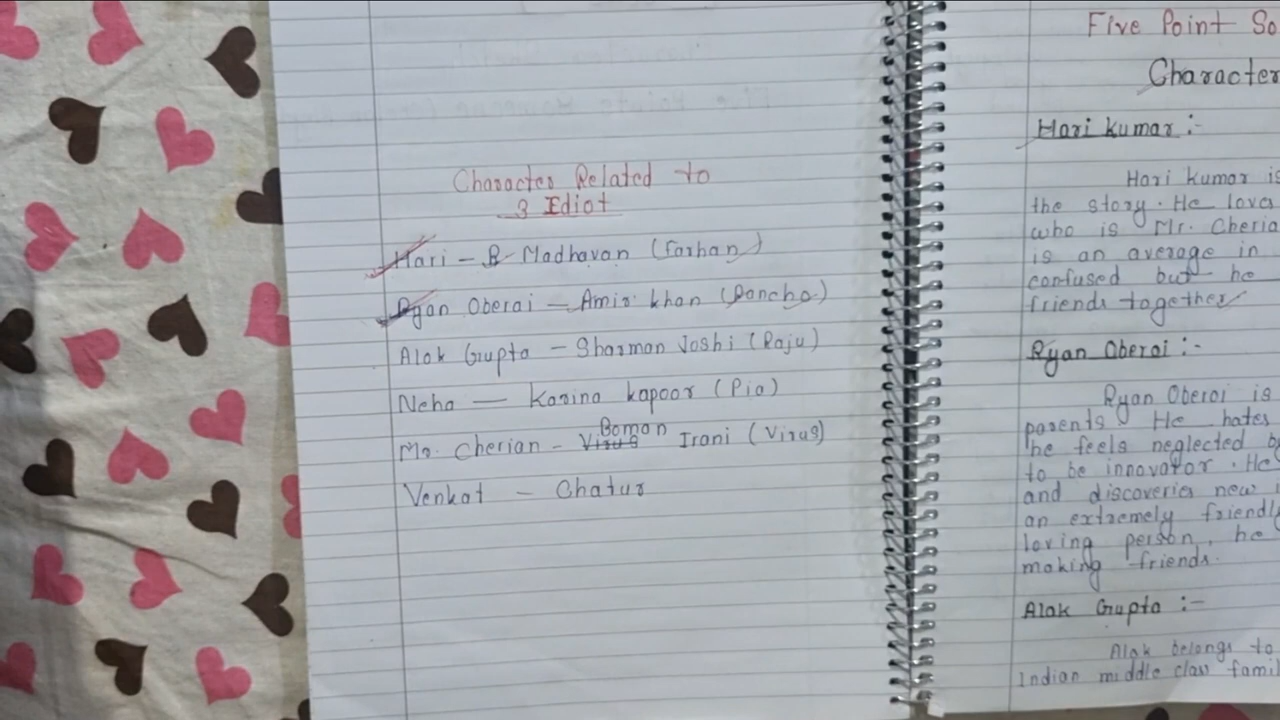 Character Related to
3 Idiot
Hari - R Madhavan (Farhan)
Ryan Oberai - Amir khan (Rancho)
Alok Gupta - Sharman Joshi (Raju)
Neha - Karina kapoor (Pia)
Boman
Mr. Cherian - Virus Irani (Virus)
Venkat - Chatur
Five Point So
Character
Hari kumar :-
Hari kumar is
the story. He loves
who is Mr. Cheria
is an average in
confused but he
friends together
Ryan Oberoi :-
Ryan Oberoi is
parents. He hates
he feels neglected b
to be innovator. He
and discoveries new
an extremely friendly
loving person, he
making friends.
Alok Gupta :-
Alok belongs to
Indian middle class famil